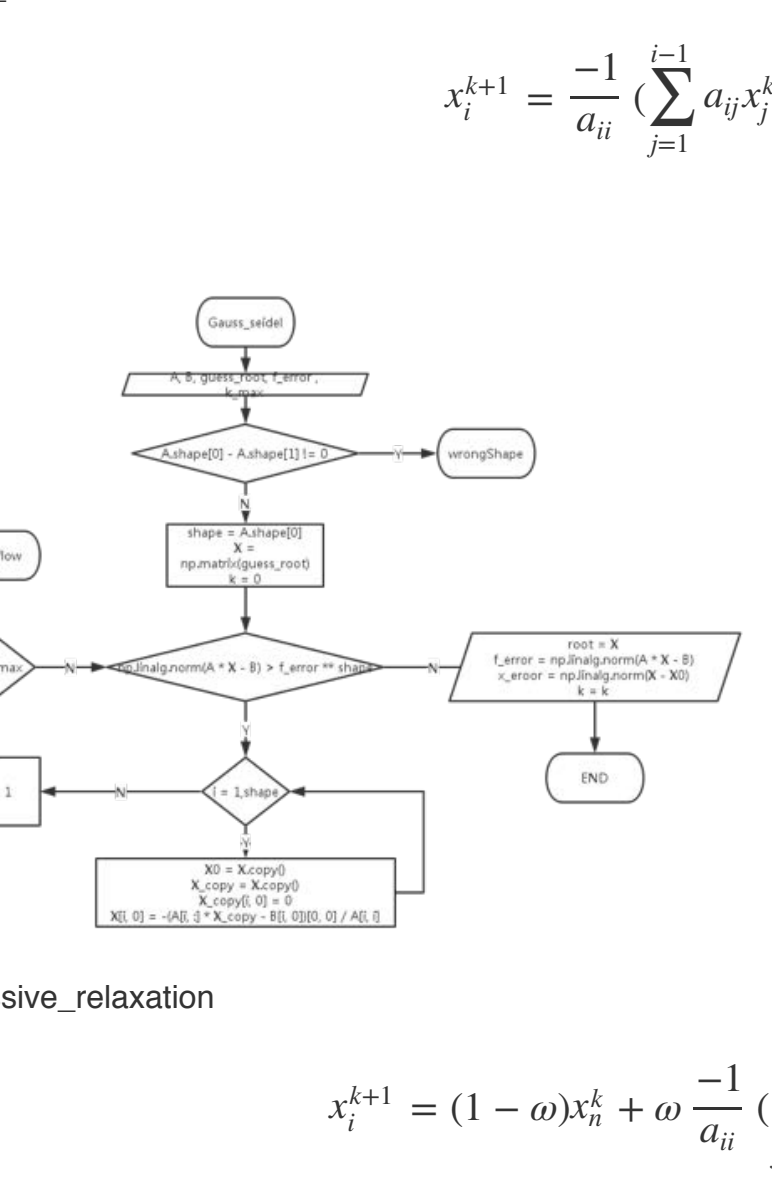 x_i^{k+1} = \frac{-1}{a_{ii}} ( \sum_{j=1}^{i-1} a_{ij} x_j^k
Gauss_seidel
A, B, guess_root, f_error ,
k_max
A.shape[0] - A.shape[1] != 0
Y
wrongShape
N
shape = A.shape[0]
X =
np.matrix(guess_root)
k = 0
flow
max
N
np.linalg.norm(A * X - B) > f_error ** shape
N
root = X
f_error = np.linalg.norm(A * X - B)
x_eroor = np.linalg.norm(X - X0)
k = k
Y
END
1
N
i = 1,shape
Y
X0 = X.copy()
X_copy = X.copy()
X_copy[i, 0] = 0
X[i, 0] = -(A[i, :] * X_copy - B[i, 0])[0, 0] / A[i, i]
sive_relaxation
x_i^{k+1} = (1 - ω)x_n^k + ω \frac{-1}{a_{ii}} (